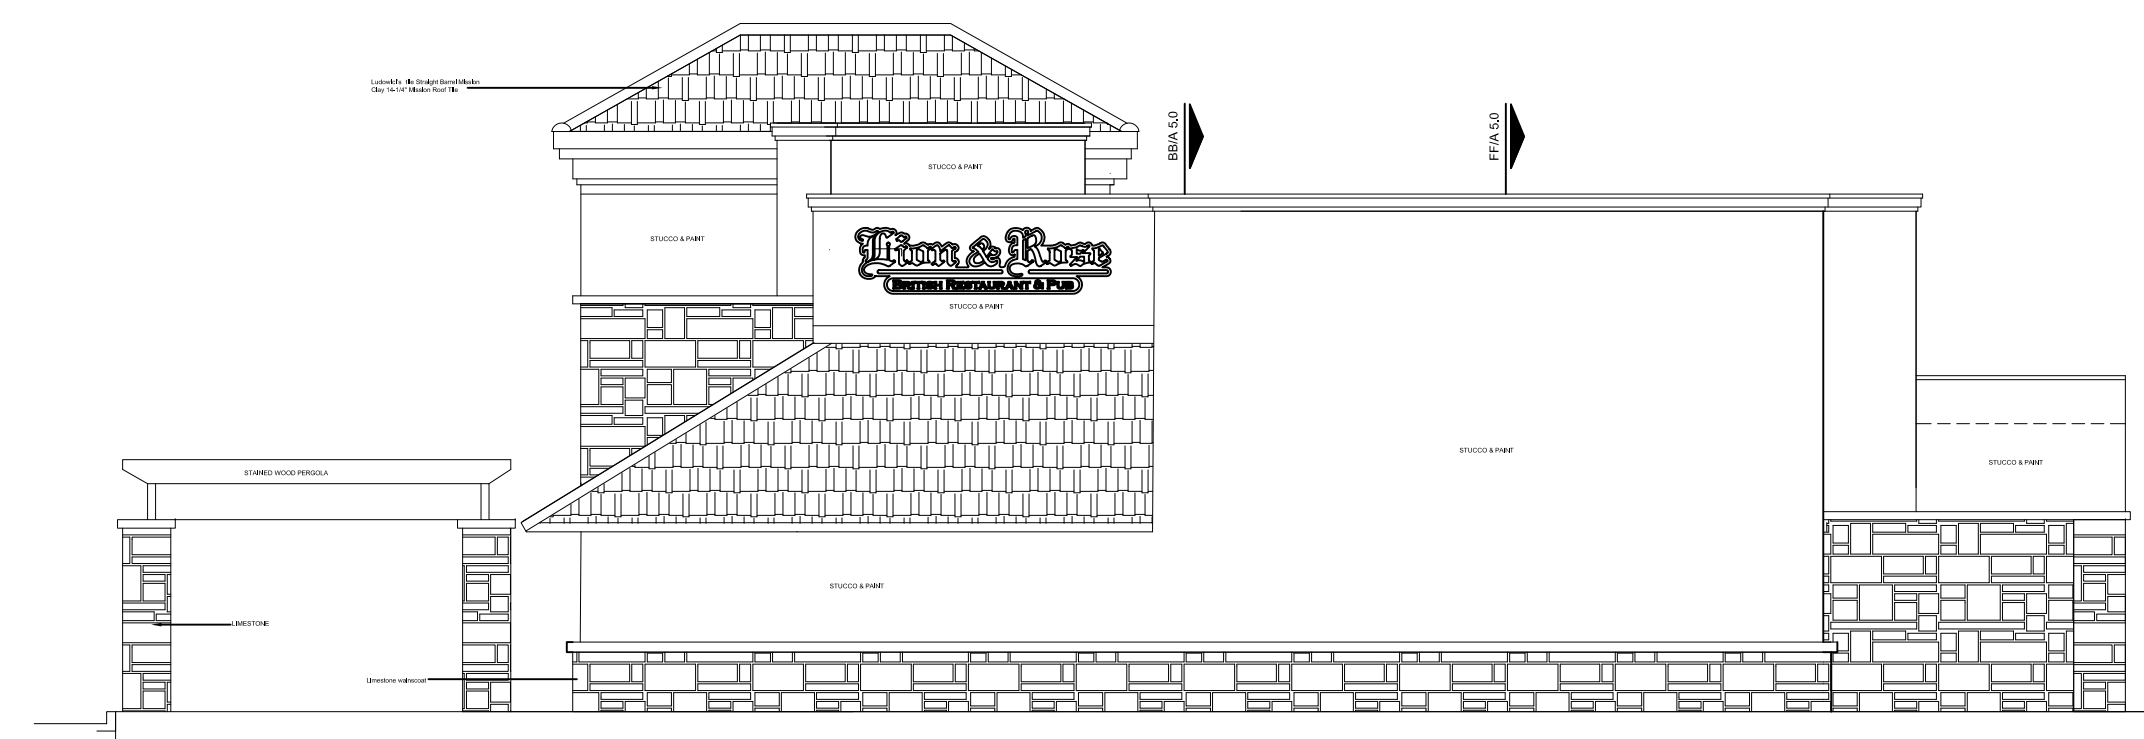 Ludowici's tile Straight Barrel Mission
Clay 14-1/4" Mission Roof Tile
BB/A 5.0
FF/A 5.0
STUCCO & PAINT
STUCCO & PAINT
Lion & Rose
BRITISH RESTAURANT & PUB
STUCCO & PAINT
STUCCO & PAINT
STUCCO & PAINT
STAINED WOOD PERGOLA
STUCCO & PAINT
LIMESTONE
Limestone wainscoat